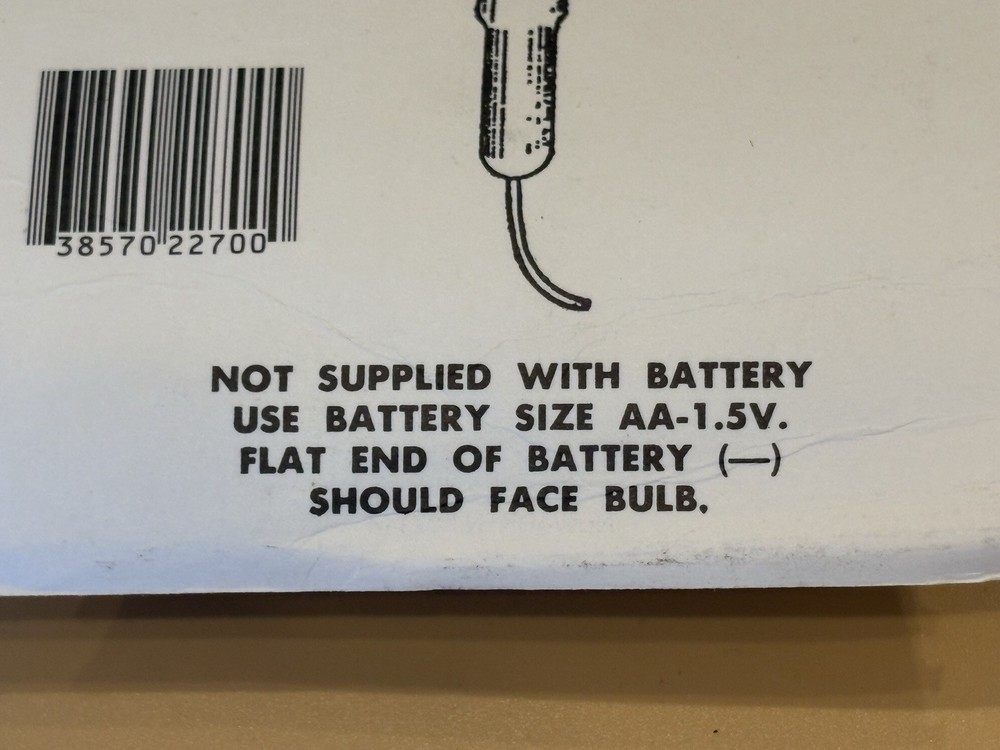 38570 22700
NOT SUPPLIED WITH BATTERY
USE BATTERY SIZE AA-1.5V.
FLAT END OF BATTERY (—)
SHOULD FACE BULB.